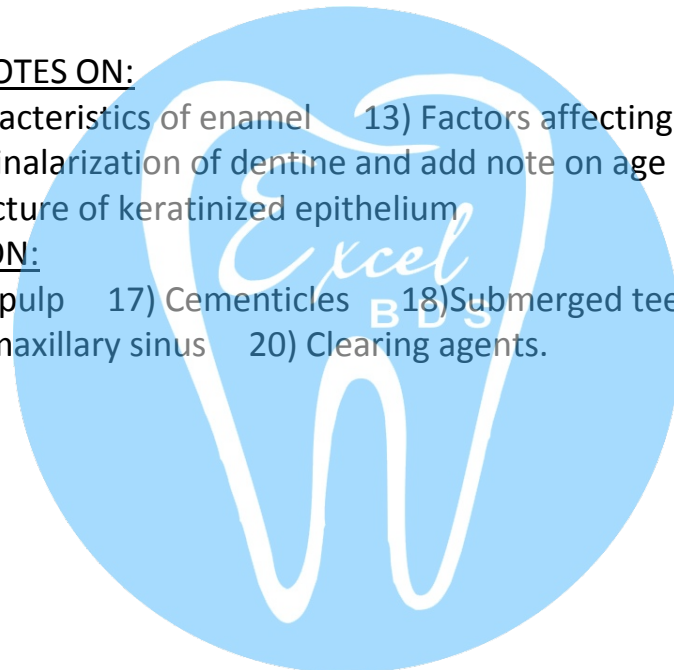 OTES ON:
acteristics of enamel 13) Factors affecting
inalarization of dentine and add note on age
cture of keratinized epithelium
ON:
pulp 17) Cementicles 18)Submerged tee
maxillary sinus 20) Clearing agents.
Excel
BDS